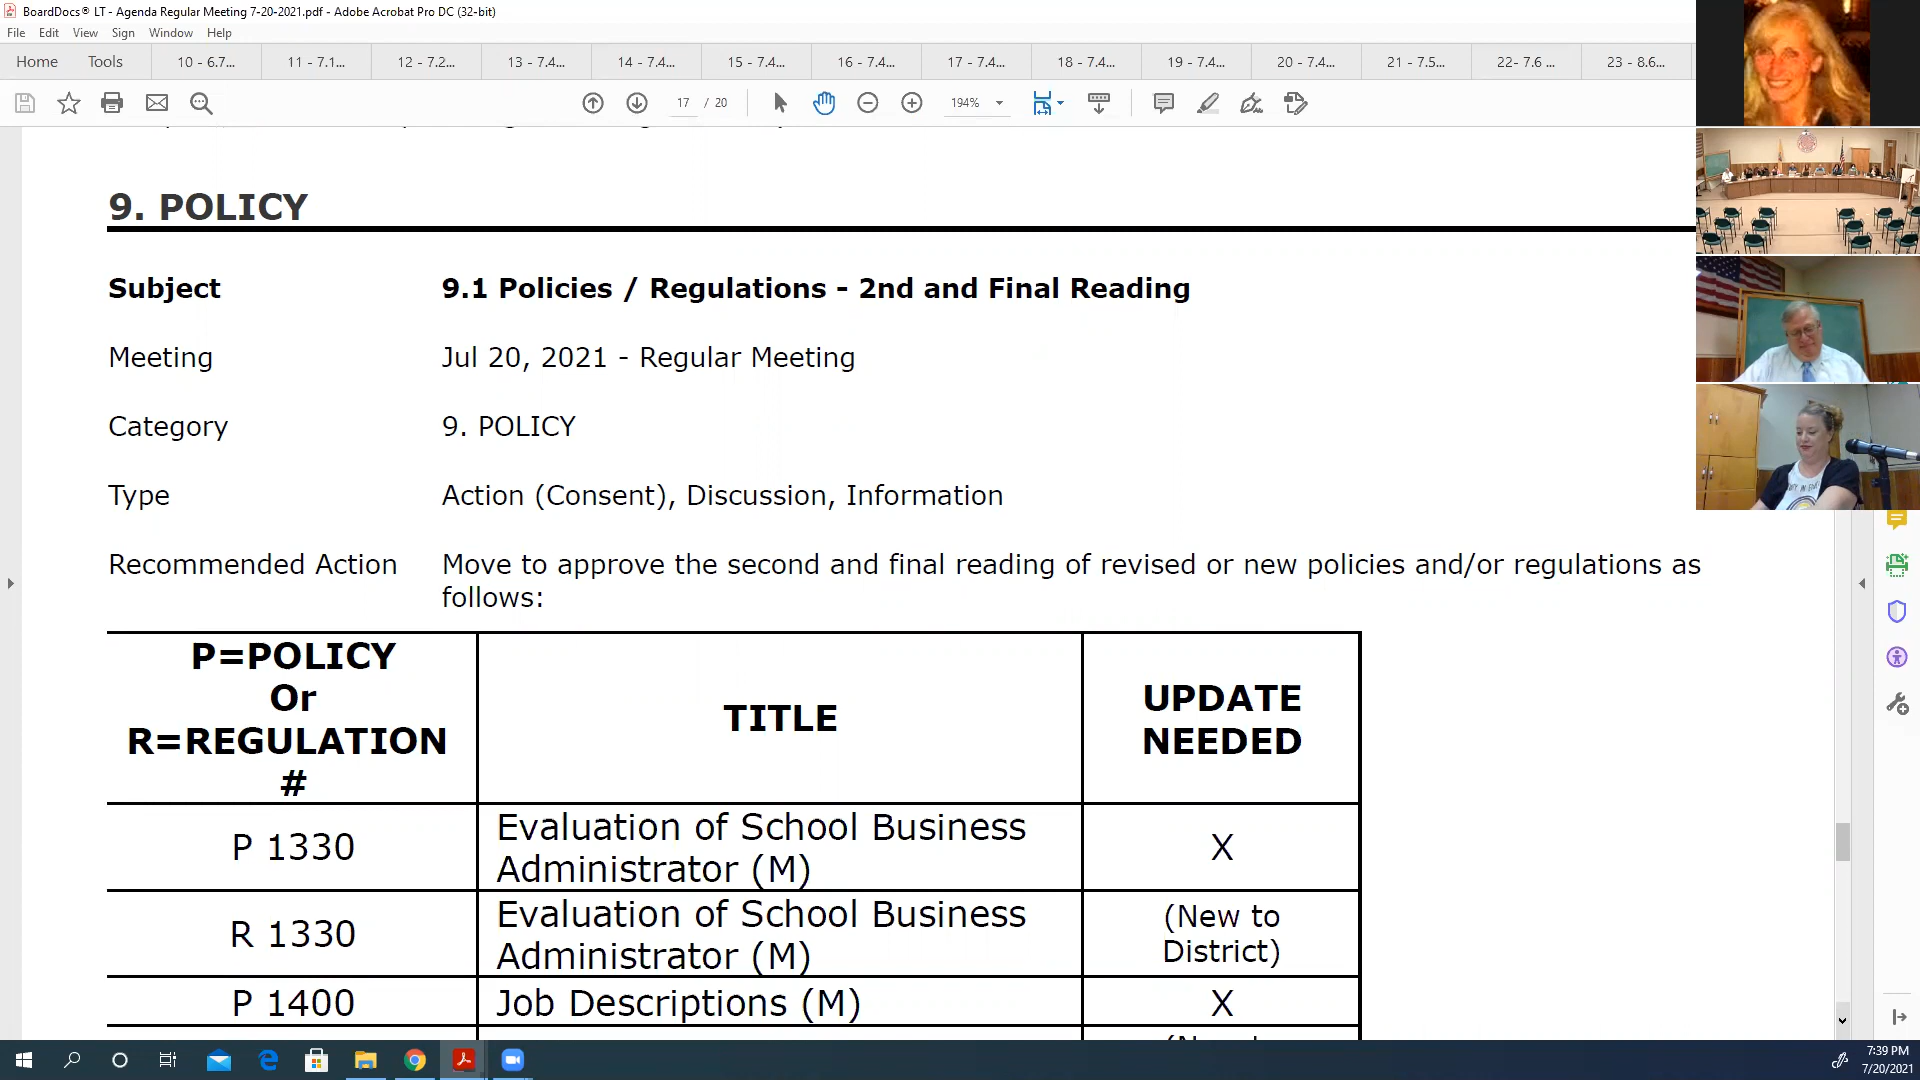 BoardDocs® LT - Agenda Regular Meeting 7-20-2021.pdf - Adobe Acrobat Pro DC (32-bit)
File Edit View Sign Window Help
Home Tools 10 - 6.7... 11 - 7.1... 12 - 7.2... 13 - 7.4... 14 - 7.4... 15 - 7.4... 16 - 7.4... 17 - 7.4... 18 - 7.4... 19 - 7.4... 20 - 7.4... 21 - 7.5... 22- 7.6 ... 23 - 8.6...
17 / 20 194%
9. POLICY
Subject 9.1 Policies / Regulations - 2nd and Final Reading
Meeting Jul 20, 2021 - Regular Meeting
Category 9. POLICY
Type Action (Consent), Discussion, Information
Recommended Action Move to approve the second and final reading of revised or new policies and/or regulations as
follows:
P=POLICY
Or
R=REGULATION
#
TITLE
UPDATE
NEEDED
P 1330
Evaluation of School Business
Administrator (M)
X
R 1330
Evaluation of School Business
Administrator (M)
(New to
District)
P 1400 Job Descriptions (M) X
7:39 PM
7/20/2021